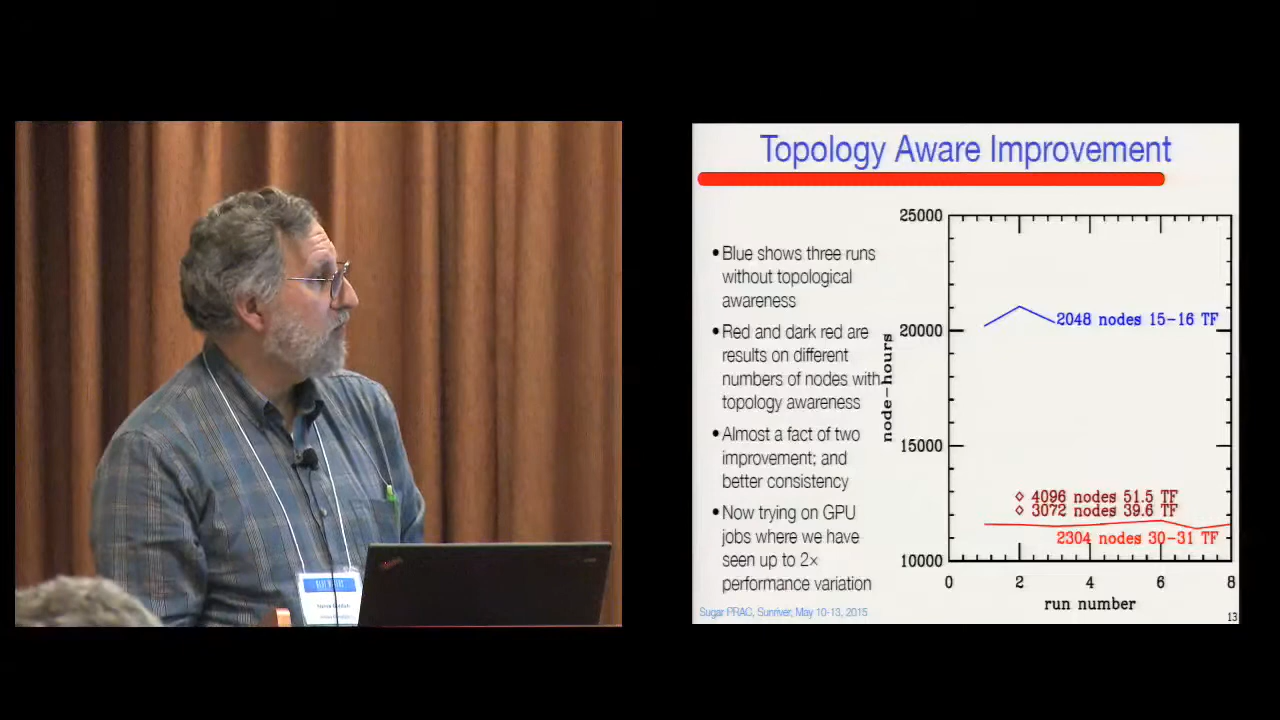 Topology Aware Improvement
• Blue shows three runs
without topological
awareness
• Red and dark red are
results on different
numbers of nodes with
topology awareness
• Almost a fact of two
improvement; and
better consistency
• Now trying on GPU
jobs where we have
seen up to 2×
performance variation
Sugar PRAC, Sunriver, May 10-13, 2015
25000
20000
15000
10000
node-hours
2048 nodes 15-16 TF
4096 nodes 51.5 TF
3072 nodes 39.6 TF
2304 nodes 30-31 TF
0 2 4 6 8
run number
13
BLUE WATERS